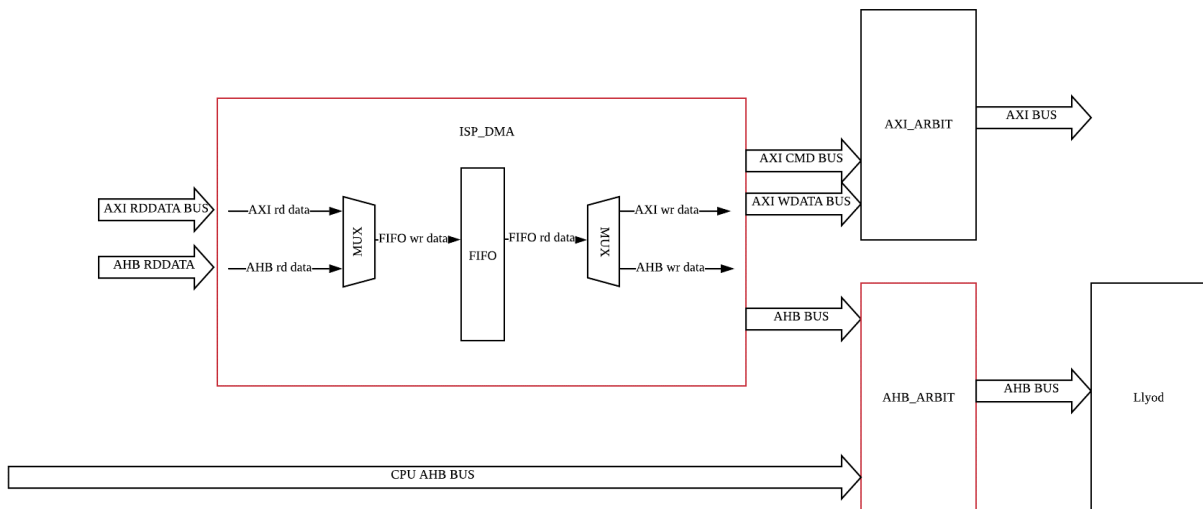 AXI_ARBIT
AXI BUS
ISP_DMA
AXI CMD BUS
AXI WDATA BUS
AXI RDDATA BUS
AXI rd data
MUX
FIFO wr data
FIFO
FIFO rd data
MUX
AXI wr data
AHB RDDATA
AHB rd data
AHB wr data
AHB BUS
AHB_ARBIT
AHB BUS
Llyod
CPU AHB BUS